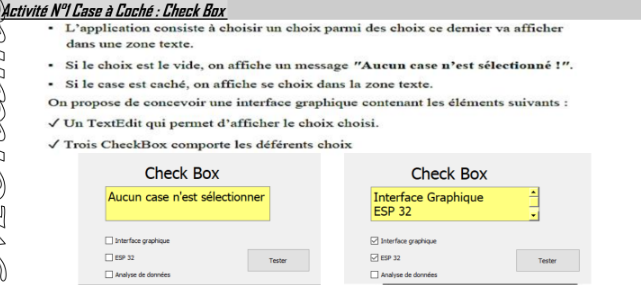 Activité N°1 Case à Coché : Check Box
- L'application consiste à choisir un choix parmi des choix ce dernier va afficher
dans une zone texte.
- Si le choix est le vide, on affiche un message "Aucun case n'est sélectionné !".
- Si le case est caché, on affiche se choix dans la zone texte.
On propose de concevoir une interface graphique contenant les éléments suivants :
✓ Un TextEdit qui permet d'afficher le choix choisi.
✓ Trois CheckBox comporte les déférents choix
Check Box
Aucun case n'est sélectionner
Interface graphique
ESP 32
Analyse de données
Tester
Check Box
Interface Graphique
ESP 32
Interface graphique
ESP 32
Analyse de données
Tester